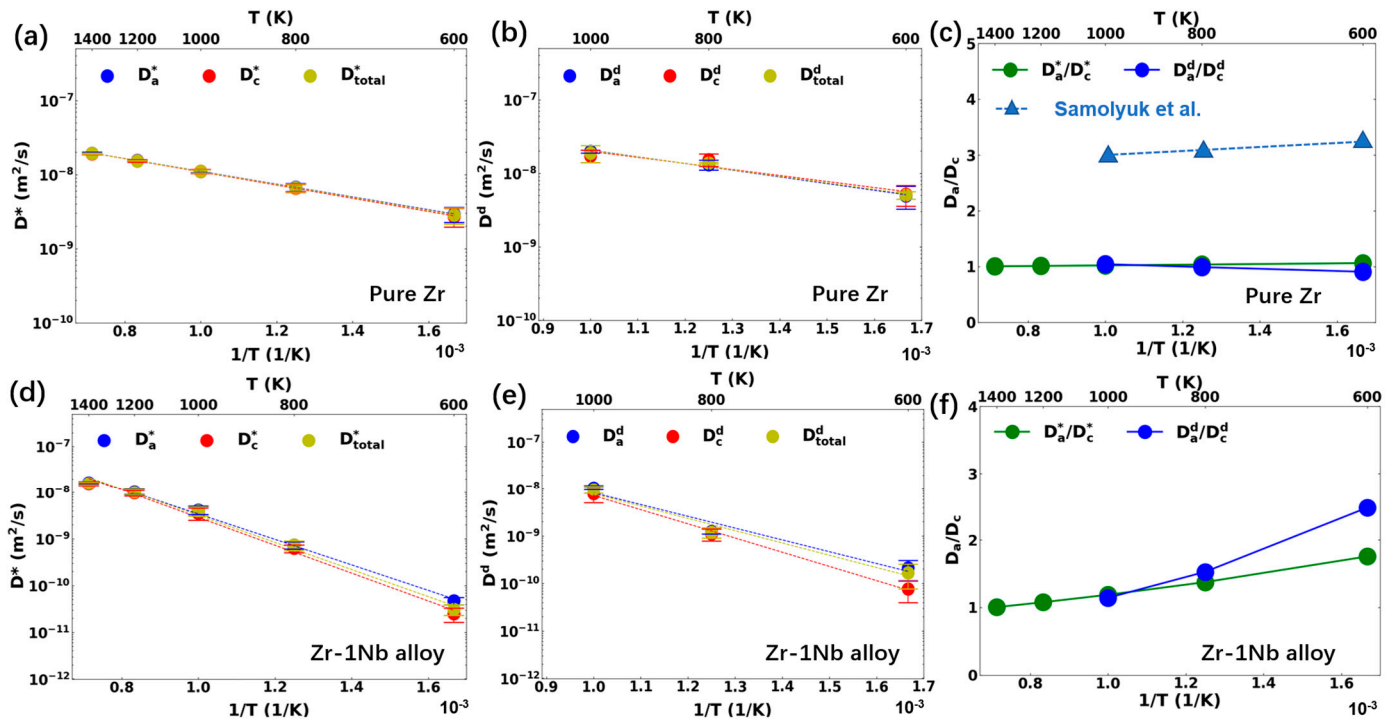 (a)
T (K)
1400 1200 1000 800 600
D*a D*c D*total
D* (m²/s)
10⁻⁷
10⁻⁸
10⁻⁹
10⁻¹⁰
Pure Zr
0.8 1.0 1.2 1.4 1.6
1/T (1/K) 10⁻³
(b)
T (K)
1000 800 600
Dᵈa Dᵈc Dᵈtotal
Dᵈ (m²/s)
10⁻⁷
10⁻⁸
10⁻⁹
10⁻¹⁰
Pure Zr
0.9 1.0 1.1 1.2 1.3 1.4 1.5 1.6 1.7
1/T (1/K) 10⁻³
(c)
T (K)
1400 1200 1000 800 600
D*a/D*c Dᵈa/Dᵈc
Samolyuk et al.
Da/Dc
5
4
3
2
1
0
Pure Zr
0.8 1.0 1.2 1.4 1.6
1/T (1/K) 10⁻³
(d)
T (K)
1400 1200 1000 800 600
D*a D*c D*total
D* (m²/s)
10⁻⁷
10⁻⁸
10⁻⁹
10⁻¹⁰
10⁻¹¹
10⁻¹²
Zr-1Nb alloy
0.8 1.0 1.2 1.4 1.6
1/T (1/K) 10⁻³
(e)
T (K)
1000 800 600
Dᵈa Dᵈc Dᵈtotal
Dᵈ (m²/s)
10⁻⁷
10⁻⁸
10⁻⁹
10⁻¹⁰
10⁻¹¹
10⁻¹²
Zr-1Nb alloy
0.9 1.0 1.1 1.2 1.3 1.4 1.5 1.6 1.7
1/T (1/K) 10⁻³
(f)
T (K)
1400 1200 1000 800 600
D*a/D*c Dᵈa/Dᵈc
Da/Dc
4
3
2
1
0
Zr-1Nb alloy
0.8 1.0 1.2 1.4 1.6
1/T (1/K) 10⁻³